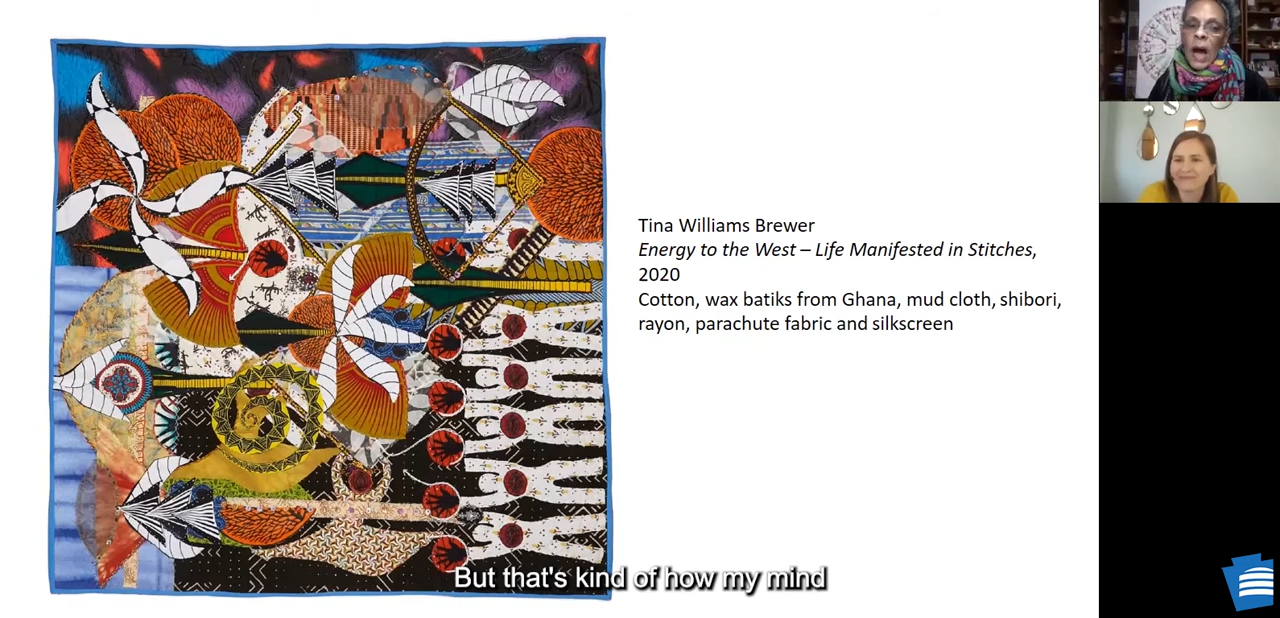 Tina Williams Brewer
Energy to the West – Life Manifested in Stitches,
2020
Cotton, wax batiks from Ghana, mud cloth, shibori,
rayon, parachute fabric and silkscreen
But that's kind of how my mind